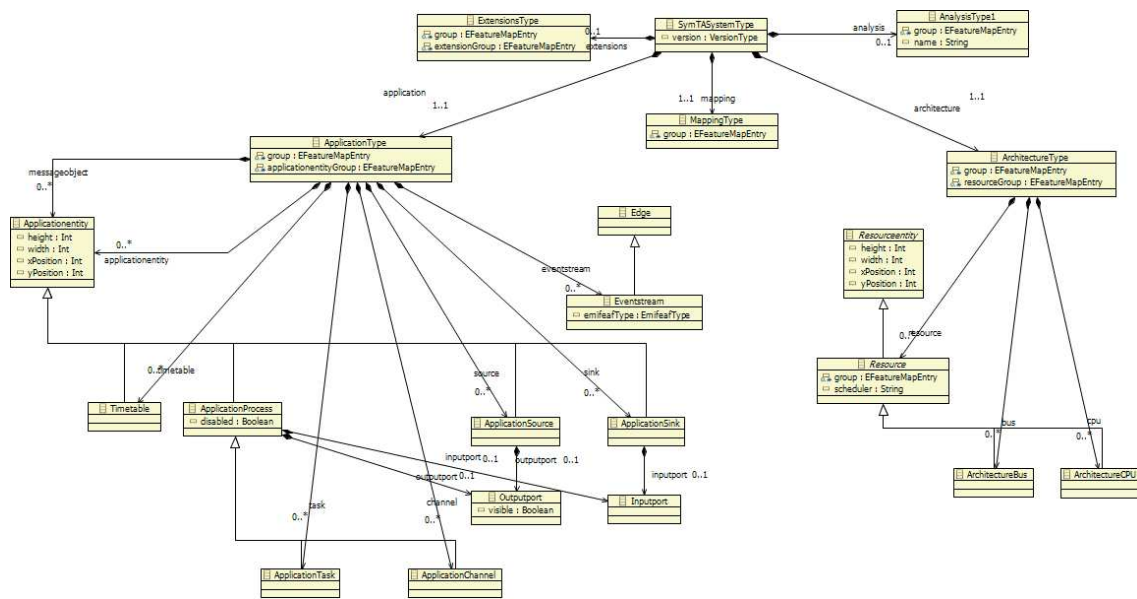 ExtensionsType
group : EFeatureMapEntry
extensionGroup : EFeatureMapEntry
0..1
extensions
SymTASystemType
version : VersionType
analysis
0..1
AnalysisType1
group : EFeatureMapEntry
name : String
application
1..1
1..1 mapping
architecture
1..1
MappingType
group : EFeatureMapEntry
ApplicationType
group : EFeatureMapEntry
applicationentityGroup : EFeatureMapEntry
ArchitectureType
group : EFeatureMapEntry
resourceGroup : EFeatureMapEntry
messageobject
0..*
Applicationentity
height : Int
width : Int
xPosition : Int
yPosition : Int
0..*
applicationentity
Edge
Resourceentity
height : Int
width : Int
xPosition : Int
yPosition : Int
eventstream
0..*
Eventstream
emifeafType : EmifeafType
0..*
resource
Resource
group : EFeatureMapEntry
scheduler : String
0..*
timetable
source
0..*
sink
0..*
Timetable
ApplicationProcess
disabled : Boolean
ApplicationSource
ApplicationSink
bus
0..*
cpu
0..*
inputport 0..1
outputport 0..1
outputport 0..1
inputport 0..1
ArchitectureBus
ArchitectureCPU
Outputport
visible : Boolean
Inputport
task
0..*
channel
0..*
ApplicationTask
ApplicationChannel